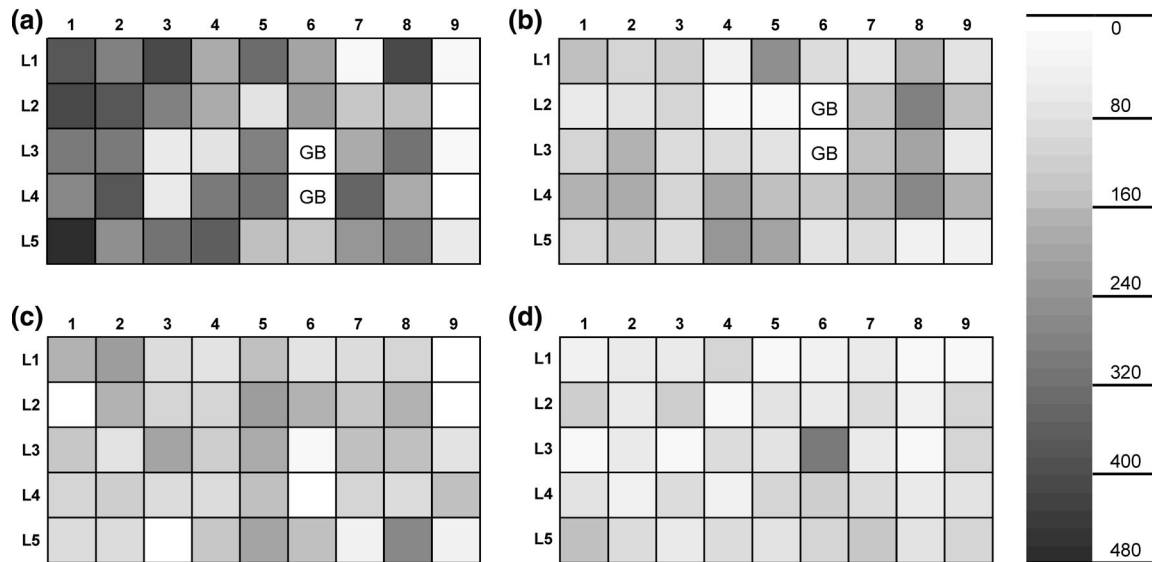 (a) 1 2 3 4 5 6 7 8 9
L1
L2
L3 GB
L4 GB
L5
(b) 1 2 3 4 5 6 7 8 9
L1
L2 GB
L3 GB
L4
L5
(c) 1 2 3 4 5 6 7 8 9
L1
L2
L3
L4
L5
(d) 1 2 3 4 5 6 7 8 9
L1
L2
L3
L4
L5
0
80
160
240
320
400
480